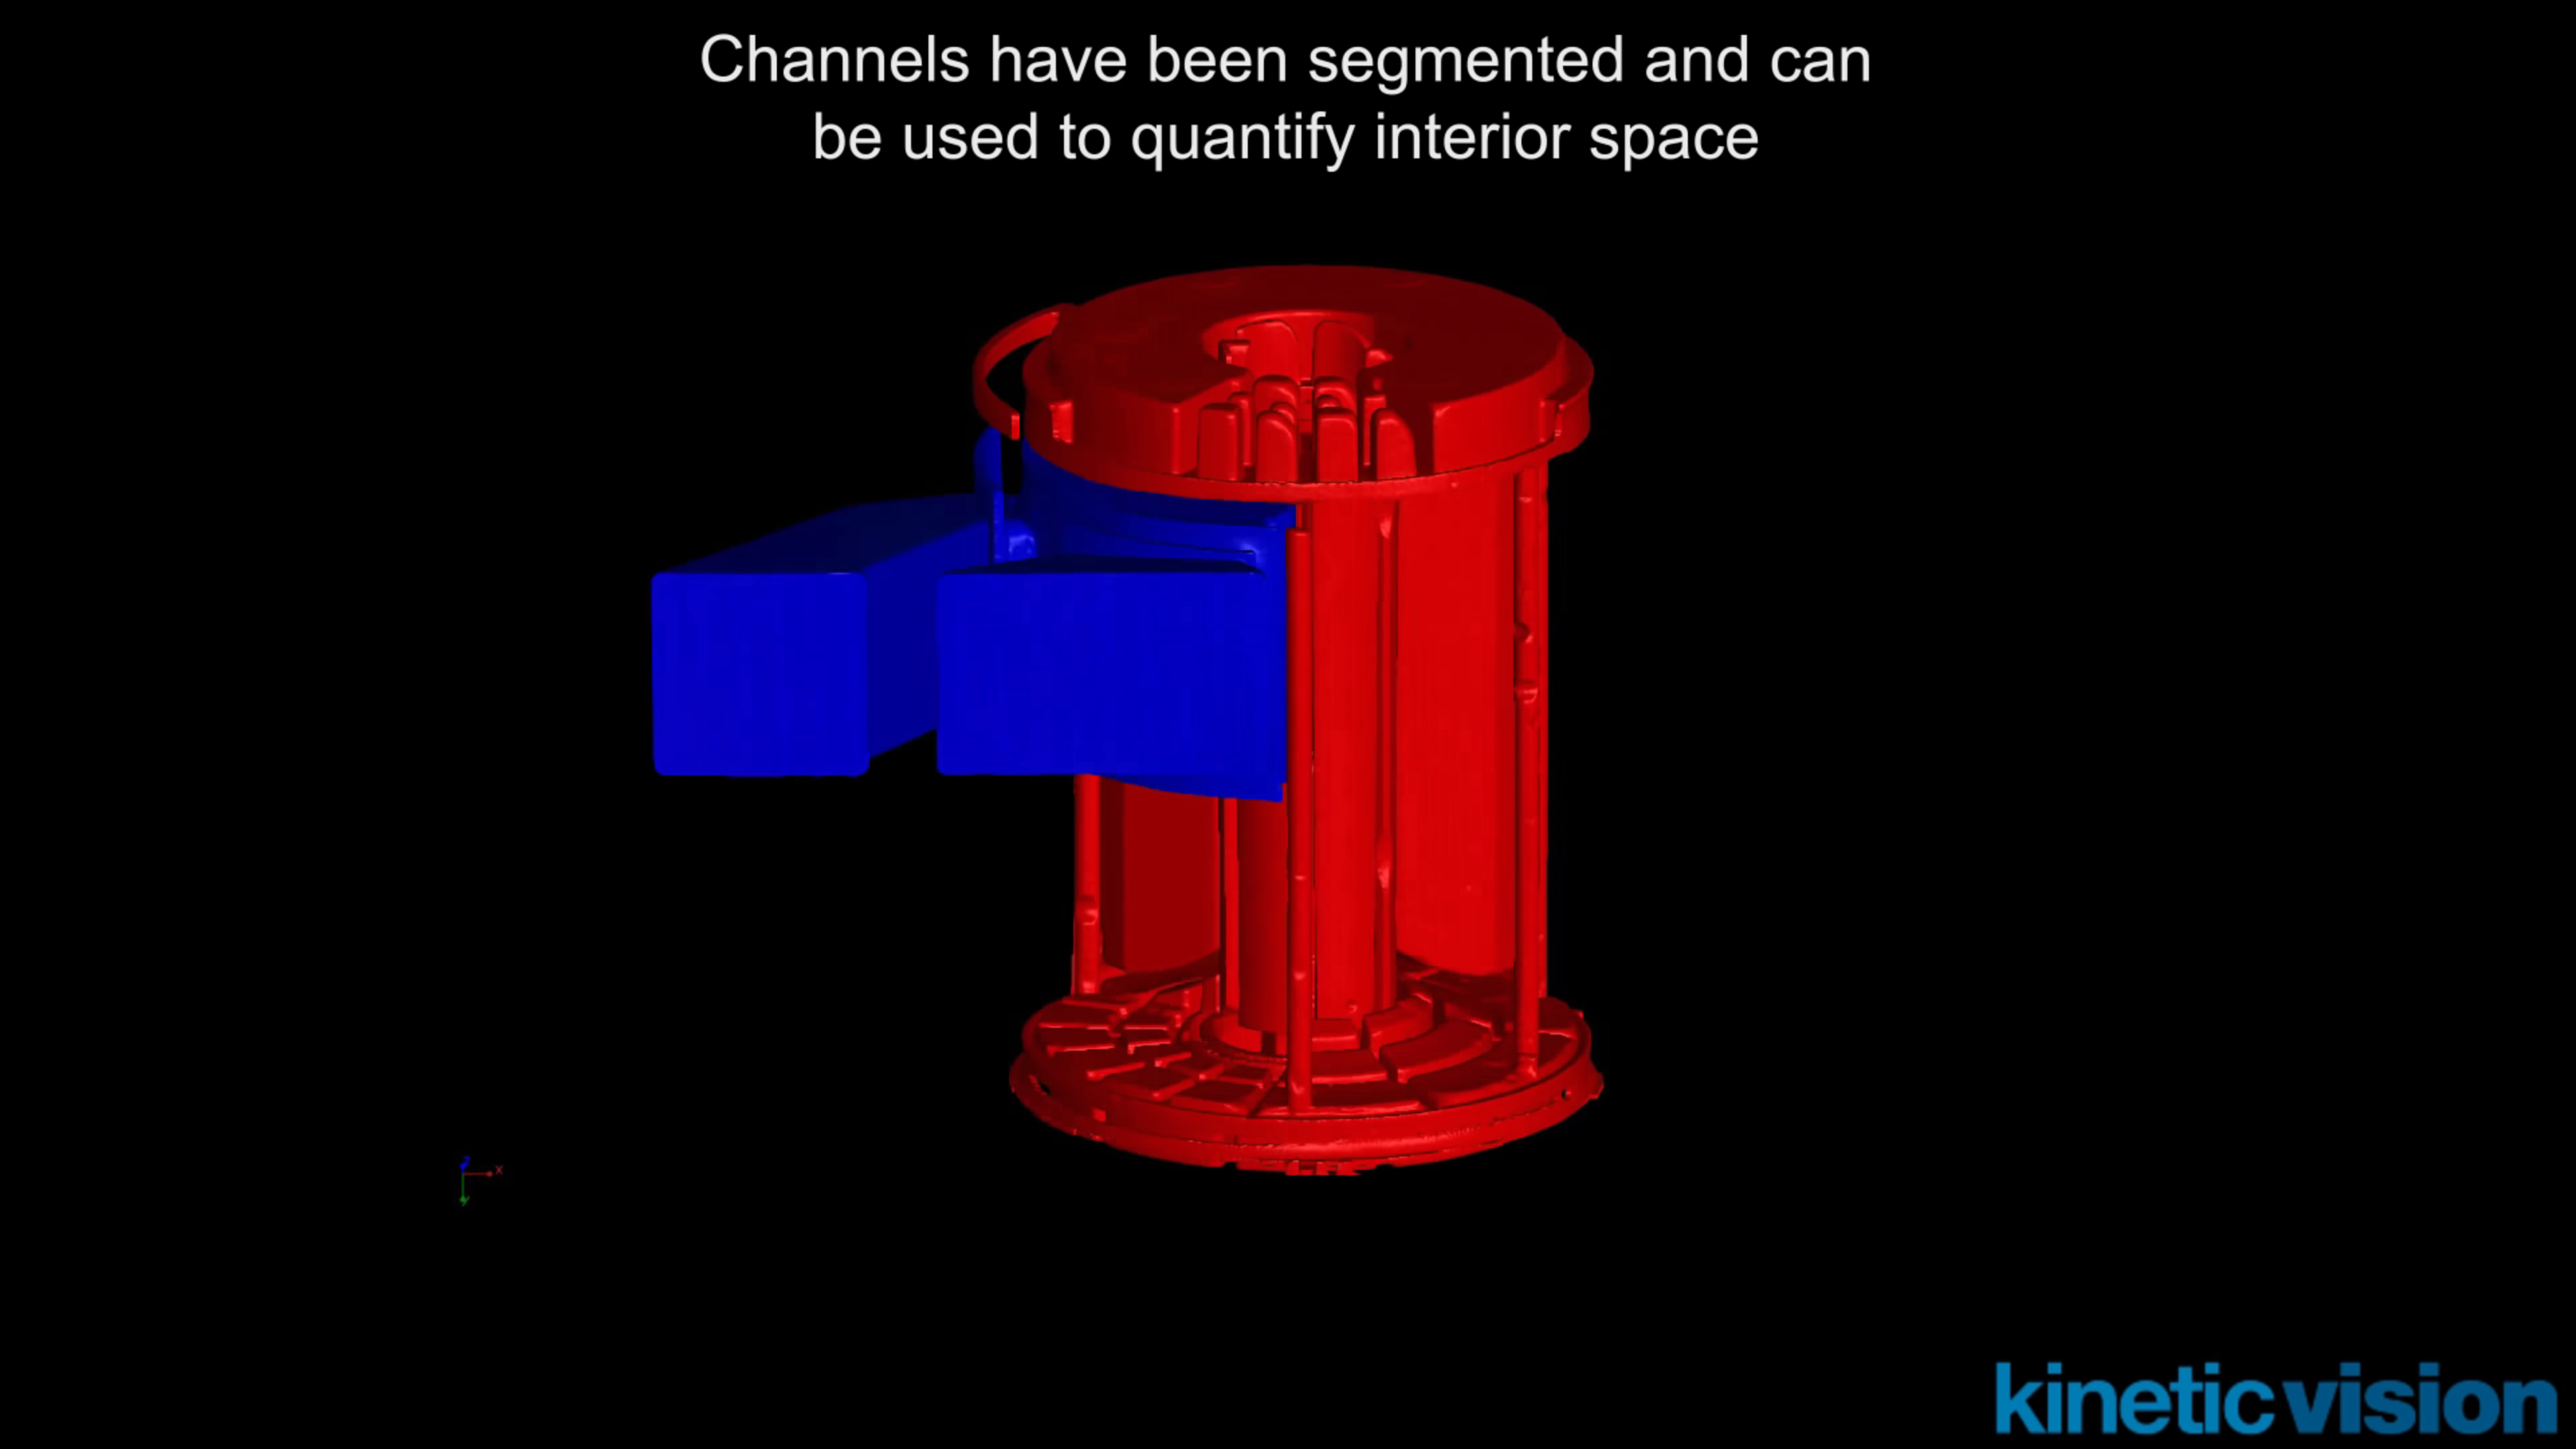 Channels have been segmented and can
be used to quantify interior space
z
x
y
kineticvision